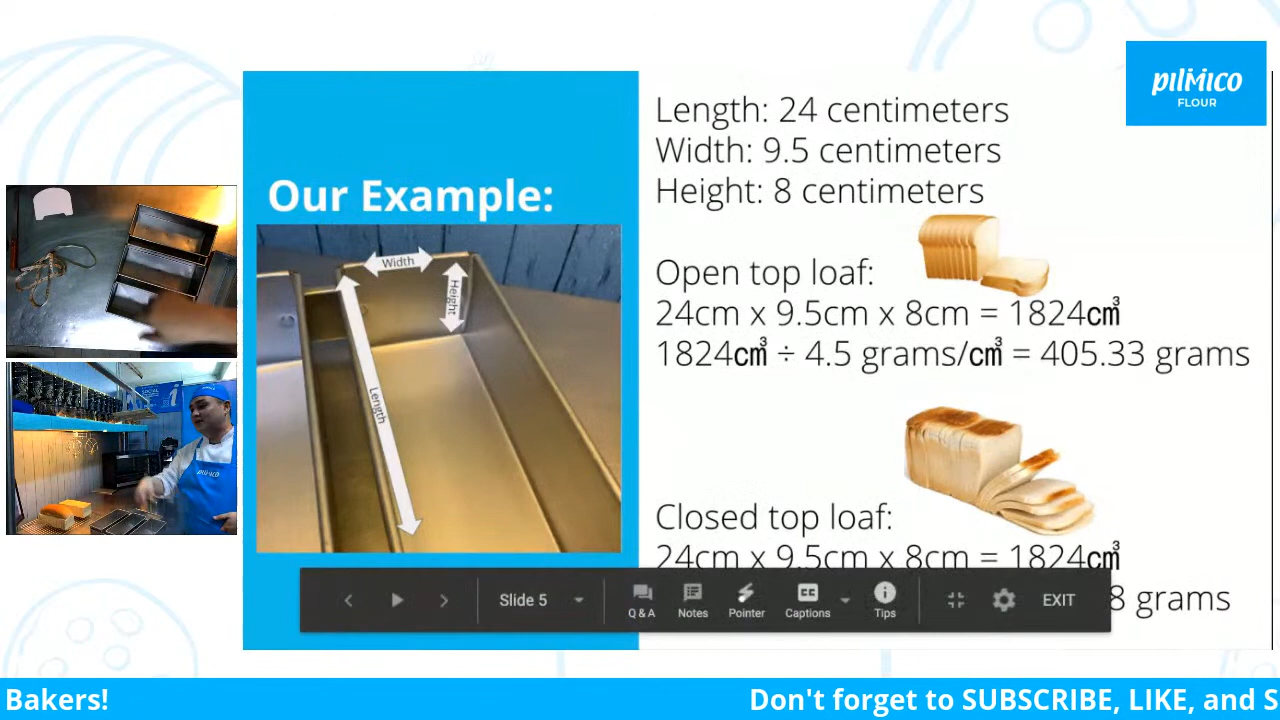 pilmico
FLOUR
Our Example:
Width
Height
Length
Length: 24 centimeters
Width: 9.5 centimeters
Height: 8 centimeters
Open top loaf:
24cm x 9.5cm x 8cm = 1824㎤
1824㎤ ÷ 4.5 grams/㎤ = 405.33 grams
Closed top loaf:
24cm x 9.5cm x 8cm = 1824㎤
8 grams
Slide 5
Q & A
Notes
Pointer
Captions
Tips
EXIT
Bakers!
Don't forget to SUBSCRIBE, LIKE, and S